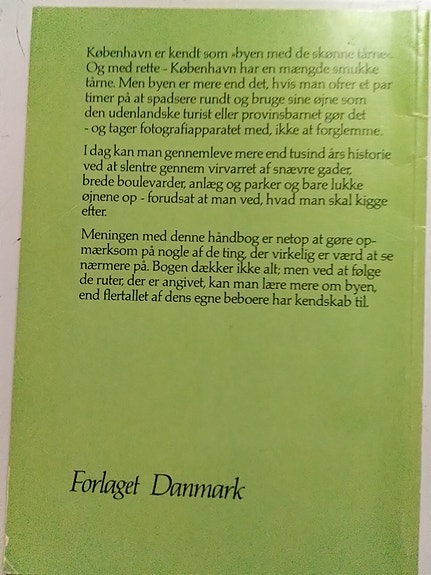 København er kendt som »byen med de skønne tårne«.
Og med rette - København har en mængde smukke
tårne. Men byen er mere end det, hvis man ofrer et par
timer på at spadsere rundt og bruge sine øjne som
den udenlandske turist eller provinsbarnet gør det
- og tager fotografiapparatet med, ikke at forglemme.
I dag kan man gennemleve mere end tusind års historie
ved at slentre gennem virvarret af snævre gader,
brede boulevarder, anlæg og parker og bare lukke
øjnene op - forudsat at man ved, hvad man skal kigge
efter.
Meningen med denne håndbog er netop at gøre op-
mærksom på nogle af de ting, der virkelig er værd at se
nærmere på. Bogen dækker ikke alt; men ved at følge
de ruter, der er angivet, kan man lære mere om byen,
end flertallet af dens egne beboere har kendskab til.
Forlaget Danmark